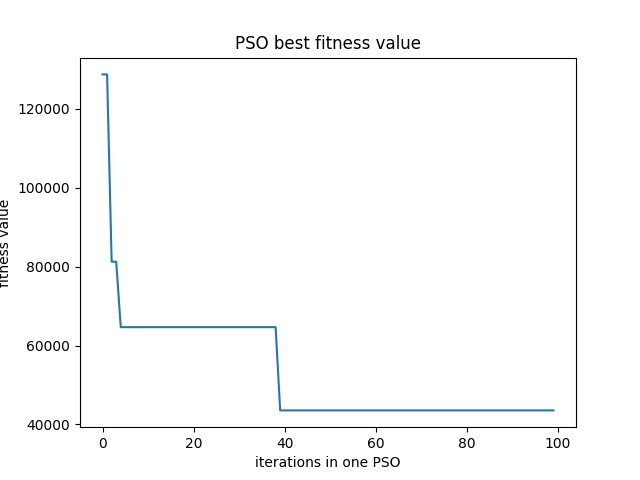 PSO best fitness value
120000
100000
80000
60000
40000
fitness value
0 20 40 60 80 100
iterations in one PSO